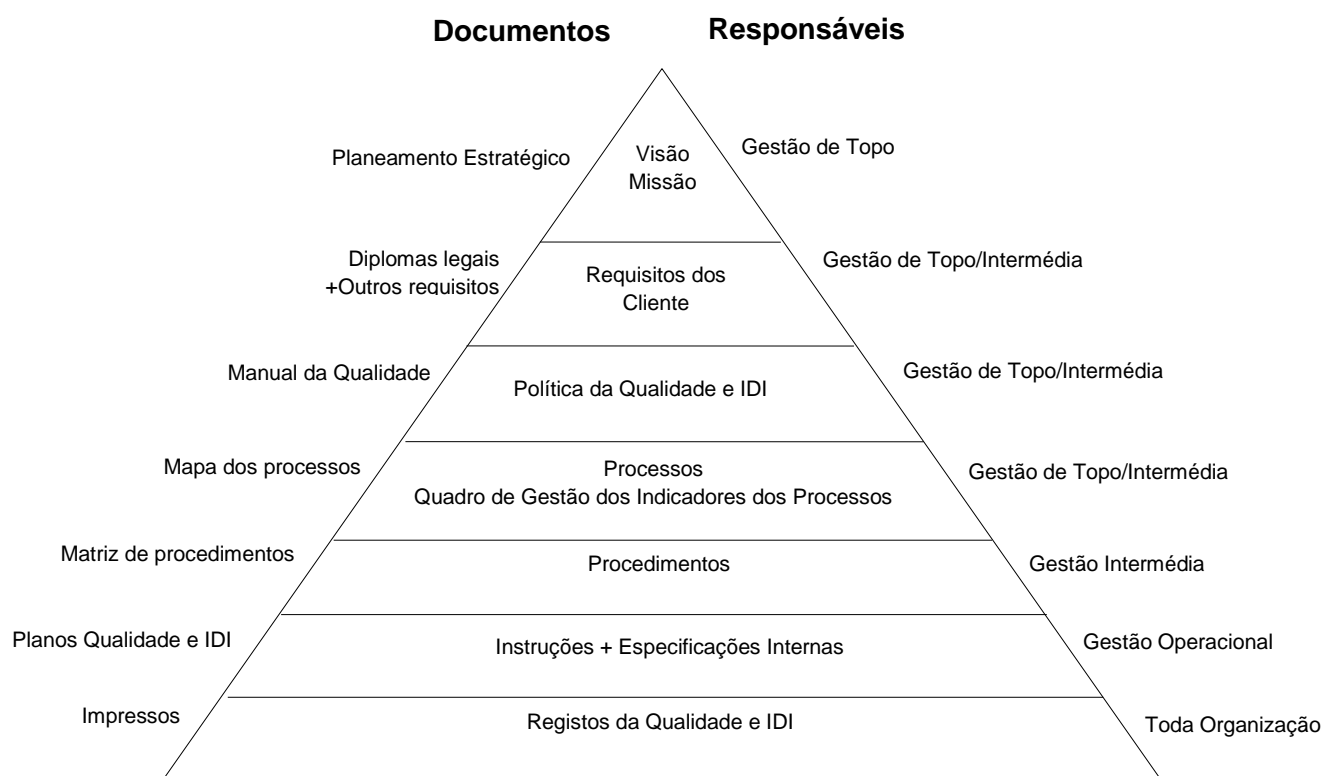 Documentos
Responsáveis
Planeamento Estratégico
Visão
Missão
Gestão de Topo
Diplomas legais
+Outros requisitos
Requisitos dos
Cliente
Gestão de Topo/Intermédia
Manual da Qualidade
Política da Qualidade e IDI
Gestão de Topo/Intermédia
Mapa dos processos
Processos
Quadro de Gestão dos Indicadores dos Processos
Gestão de Topo/Intermédia
Matriz de procedimentos
Procedimentos
Gestão Intermédia
Planos Qualidade e IDI
Instruções + Especificações Internas
Gestão Operacional
Impressos
Registos da Qualidade e IDI
Toda Organização